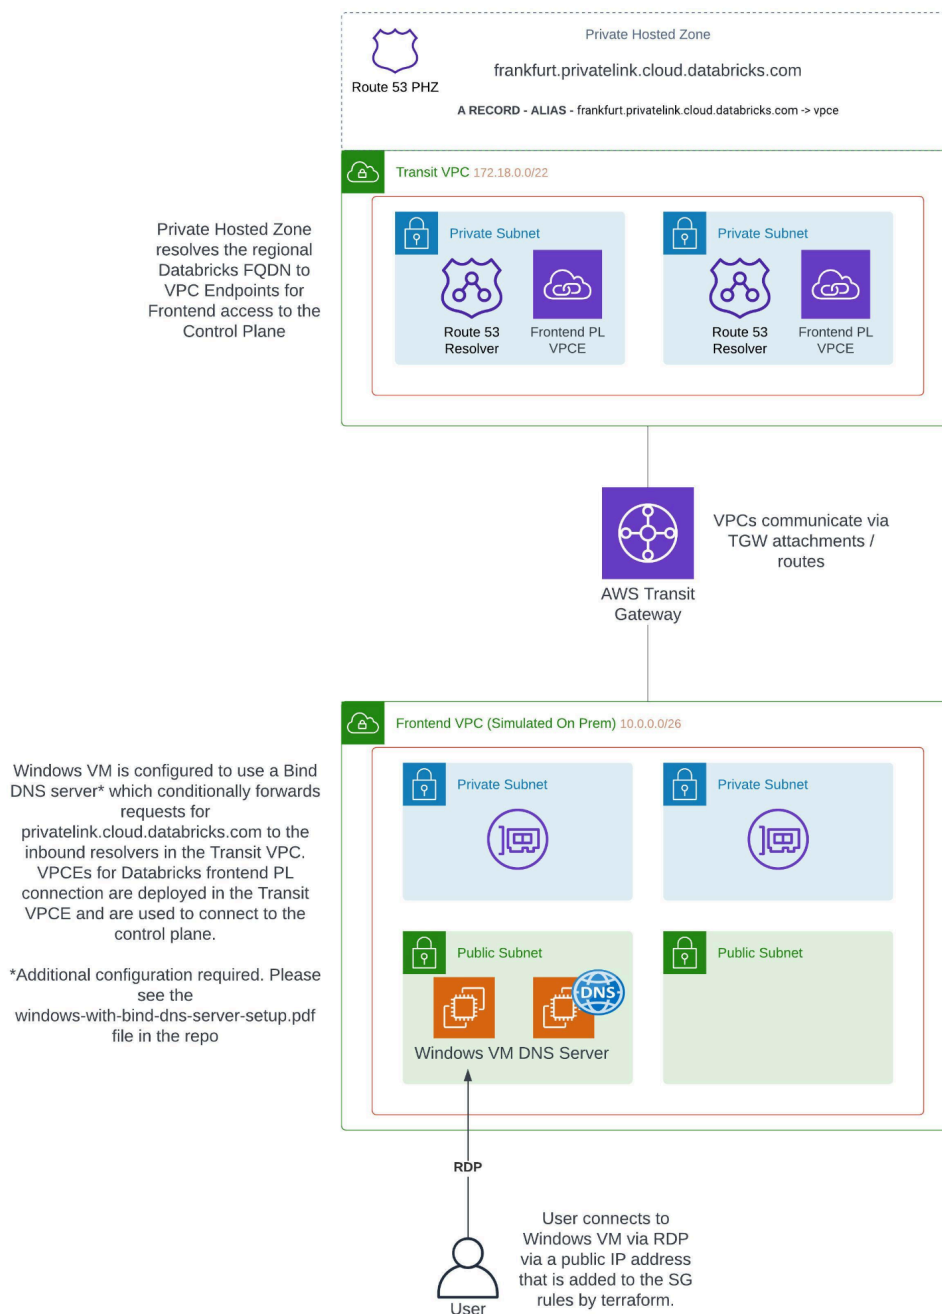 Private Hosted Zone
frankfurt.privatelink.cloud.databricks.com
Route 53 PHZ
A RECORD - ALIAS - frankfurt.privatelink.cloud.databricks.com -> vpce
Transit VPC 172.18.0.0/22
Private Hosted Zone
resolves the regional
Databricks FQDN to
VPC Endpoints for
Frontend access to the
Control Plane
Private Subnet
Route 53
Resolver
Frontend PL
VPCE
Private Subnet
Route 53
Resolver
Frontend PL
VPCE
AWS Transit
Gateway
VPCs communicate via
TGW attachments /
routes
Frontend VPC (Simulated On Prem) 10.0.0.0/26
Windows VM is configured to use a Bind
DNS server* which conditionally forwards
requests for
privatelink.cloud.databricks.com to the
inbound resolvers in the Transit VPC.
VPCEs for Databricks frontend PL
connection are deployed in the Transit
VPCE and are used to connect to the
control plane.
*Additional configuration required. Please
see the
windows-with-bind-dns-server-setup.pdf
file in the repo
Private Subnet
Private Subnet
Public Subnet
DNS
Windows VM DNS Server
Public Subnet
RDP
User
User connects to
Windows VM via RDP
via a public IP address
that is added to the SG
rules by terraform.